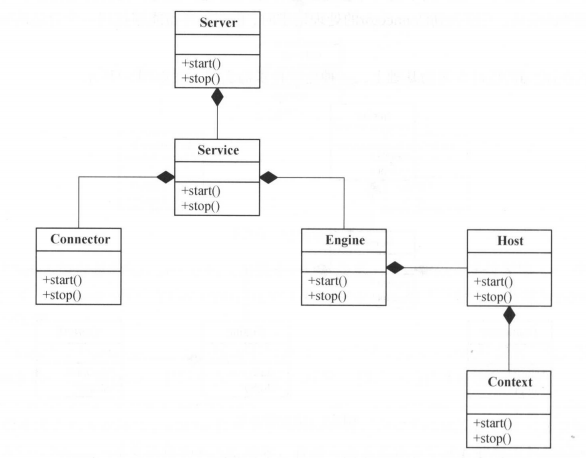 Server
+start()
+stop()
Service
+start()
+stop()
Connector
+start()
+stop()
Engine
+start()
+stop()
Host
+start()
+stop()
Context
+start()
+stop()